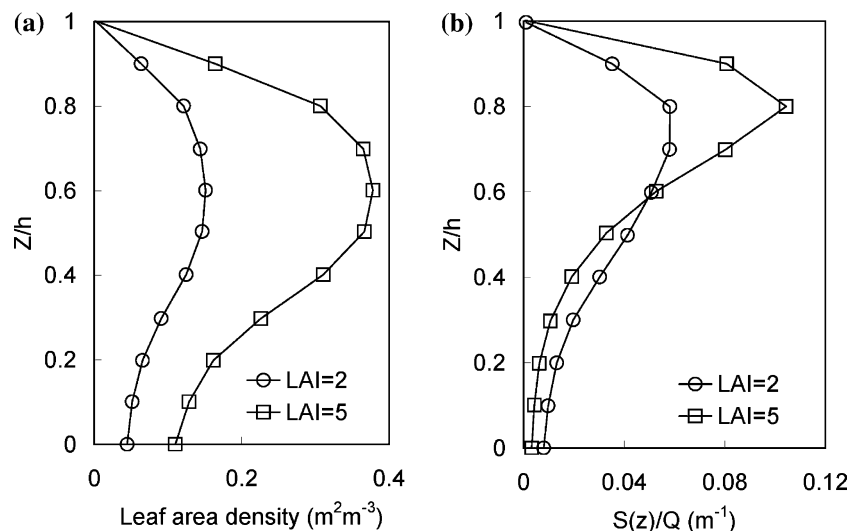 (a)
1
0.8
0.6
0.4
0.2
0
Z/h
0 0.2 0.4
Leaf area density (m²m⁻³)
LAI=2
LAI=5
(b)
1
0.8
0.6
0.4
0.2
0
Z/h
0 0.04 0.08 0.12
S(z)/Q (m⁻¹)
LAI=2
LAI=5